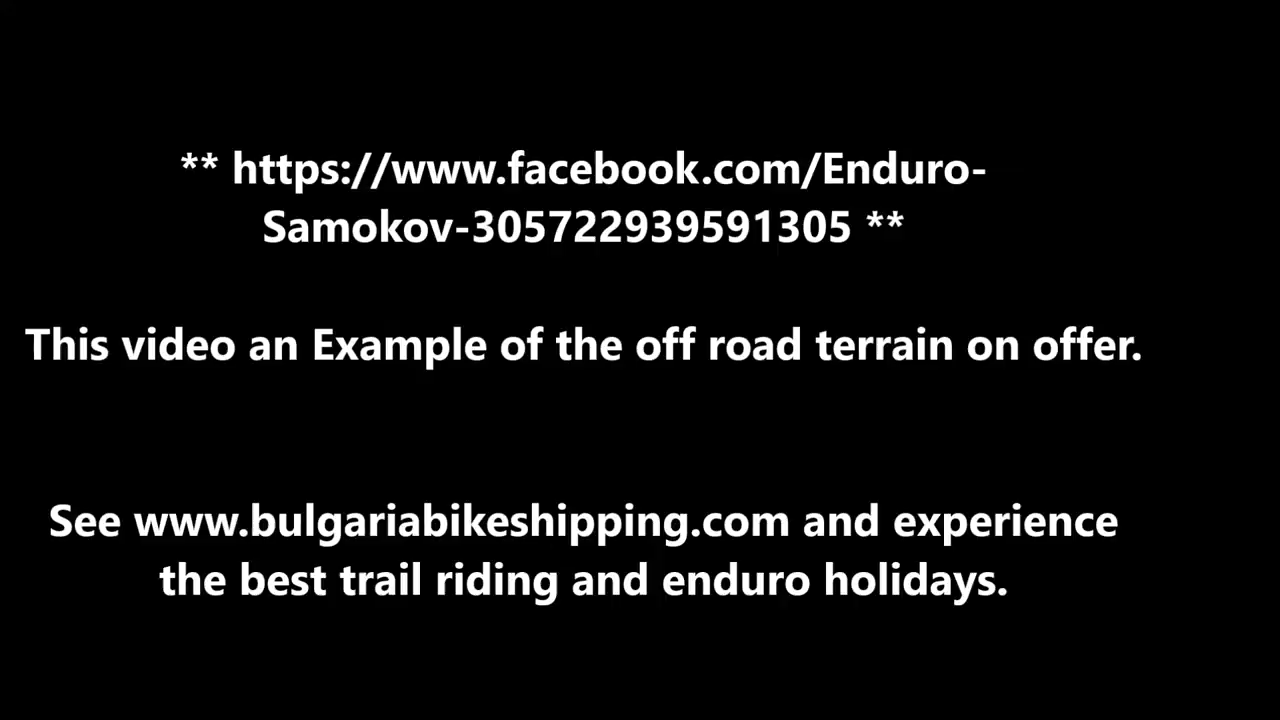 ** https://www.facebook.com/Enduro-
Samokov-305722939591305 **
This video an Example of the off road terrain on offer.
See www.bulgariabikeshipping.com and experience
the best trail riding and enduro holidays.